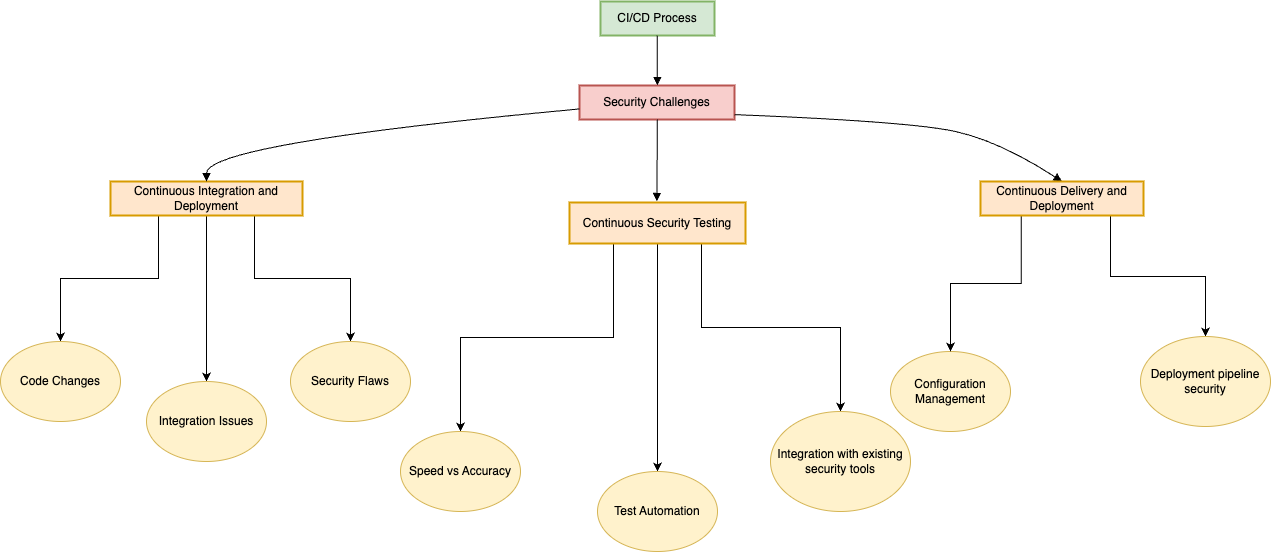 CI/CD Process
Security Challenges
Continuous Integration and
Deployment
Continuous Security Testing
Continuous Delivery and
Deployment
Code Changes
Integration Issues
Security Flaws
Speed vs Accuracy
Test Automation
Integration with existing
security tools
Configuration
Management
Deployment pipeline
security